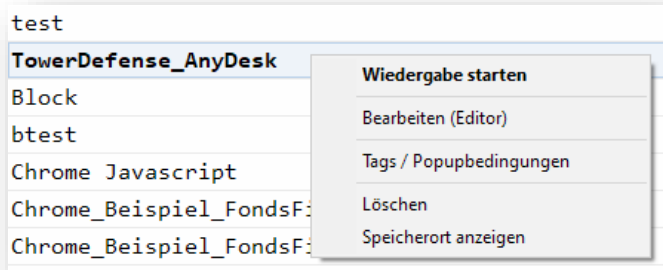 test
TowerDefense_AnyDesk
Wiedergabe starten
Block
Bearbeiten (Editor)
btest
Chrome Javascript
Tags / Popupbedingungen
Chrome_Beispiel_FondsFi
Löschen
Chrome_Beispiel_FondsFi
Speicherort anzeigen